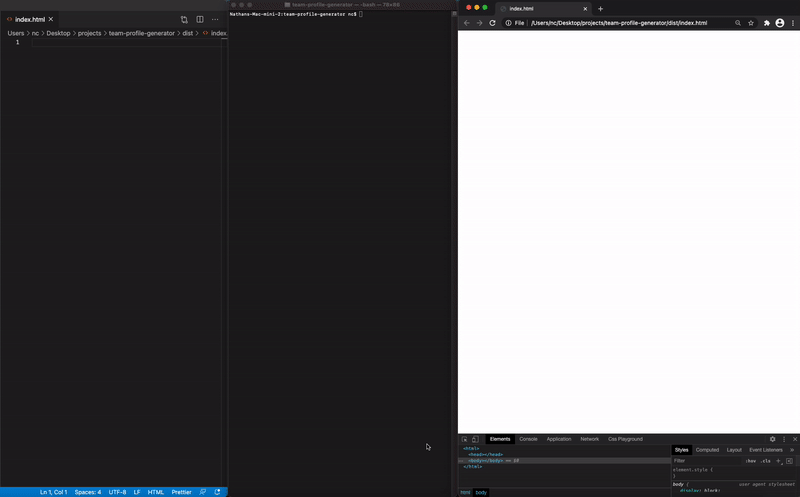 index.html
Users > nc > Desktop > projects > team-profile-generator > dist > index.
1
Ln 1, Col 1 Spaces: 4 UTF-8 LF HTML Prettier
team-profile-generator — -bash — 70×80
Nathans-Mac-mini-2:team-profile-generator nc$
index.html
File | /Users/nc/Desktop/projects/team-profile-generator/dist/index.html
Elements Console Application Network Css Playground
<html>
<head></head>
<body></body> == $0
</html>
html body
Styles Computed Layout Event Listeners
Filter :hov .cls
element.style {
}
body { user agent stylesheet
display: block;